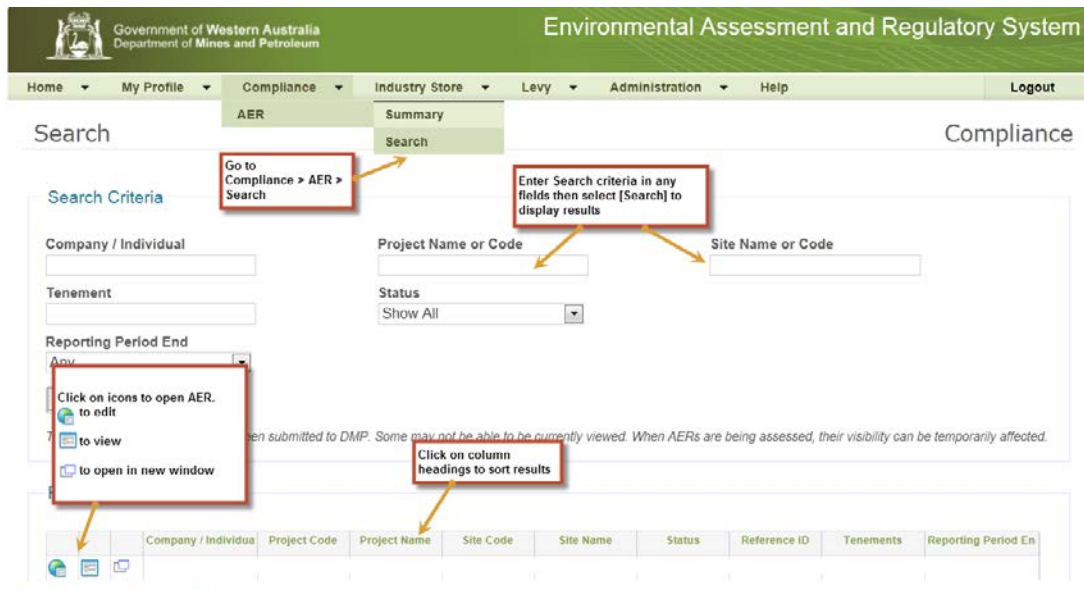 Government of Western Australia
Department of Mines and Petroleum
Environmental Assessment and Regulatory System
Home My Profile Compliance Industry Store Levy Administration Help Logout
AER Summary
Search
Search Compliance
Go to
Compliance > AER >
Search
Enter Search criteria in any
fields then select [Search] to
display results
Search Criteria
Company / Individual Project Name or Code Site Name or Code
Tenement Status
Show All
Reporting Period End
Any
Click on icons to open AER.
to edit
to view
to open in new window
submitted to DMP. Some may not be able to be currently viewed. When AERs are being assessed, their visibility can be temporarily affected.
Click on column
headings to sort results
Company / Individua Project Code Project Name Site Code Site Name Status Reference ID Tenements Reporting Period En